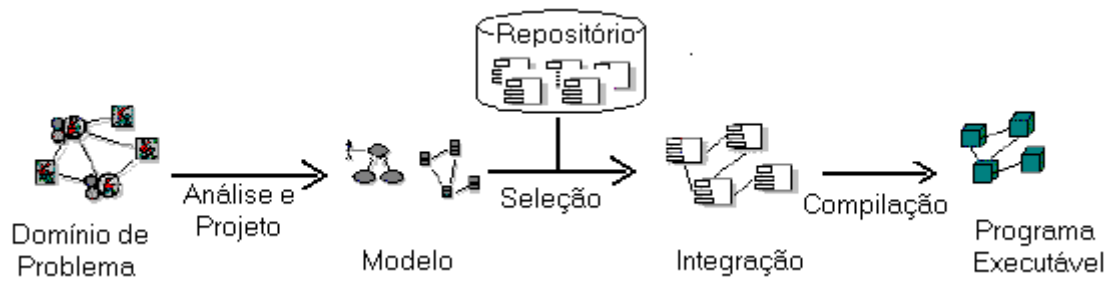 Repositório
Análise e
Projeto
Seleção
Compilação
Domínio de
Problema
Modelo
Integração
Programa
Executável